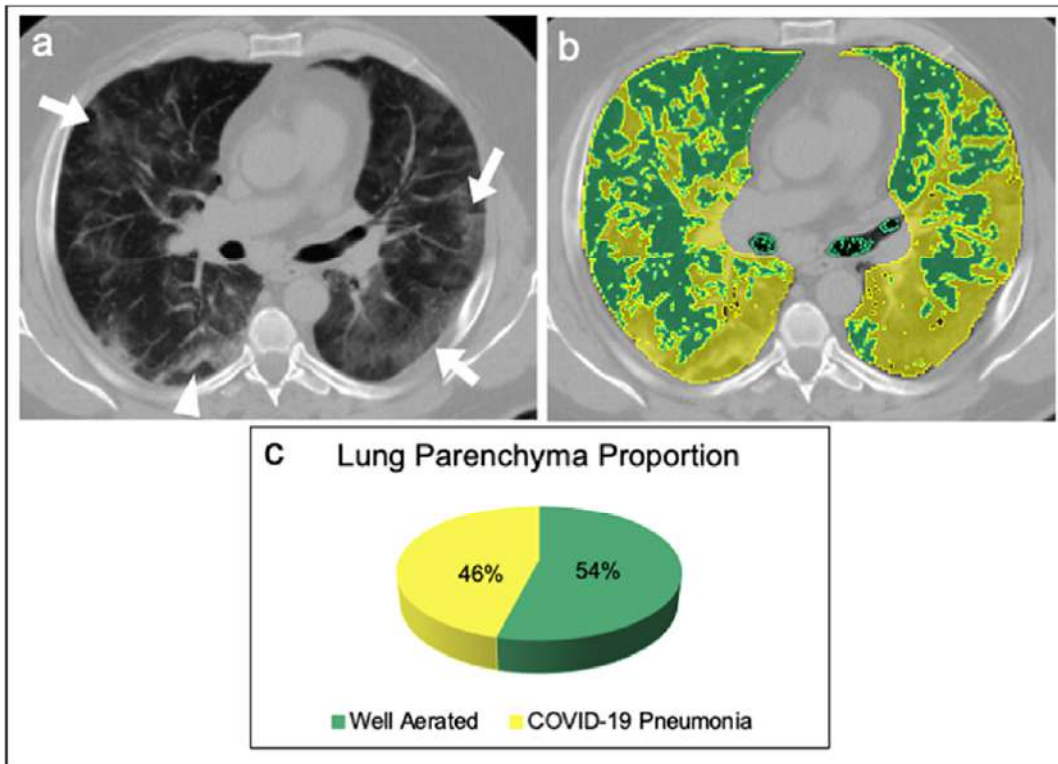 a
b
C Lung Parenchyma Proportion
46%
54%
Well Aerated
COVID-19 Pneumonia